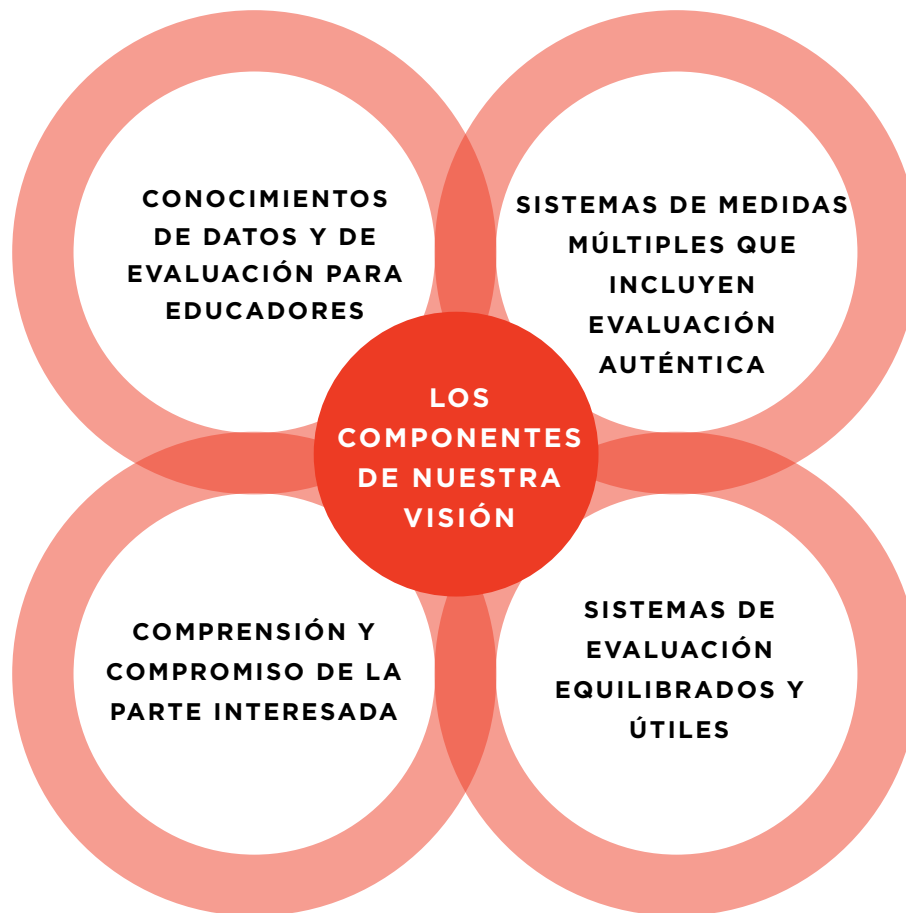 CONOCIMIENTOS
DE DATOS Y DE
EVALUACIÓN PARA
EDUCADORES
SISTEMAS DE MEDIDAS
MÚLTIPLES QUE
INCLUYEN
EVALUACIÓN
AUTÉNTICA
LOS
COMPONENTES
DE NUESTRA
VISIÓN
COMPRENSIÓN Y
COMPROMISO DE LA
PARTE INTERESADA
SISTEMAS DE
EVALUACIÓN
EQUILIBRADOS Y
ÚTILES